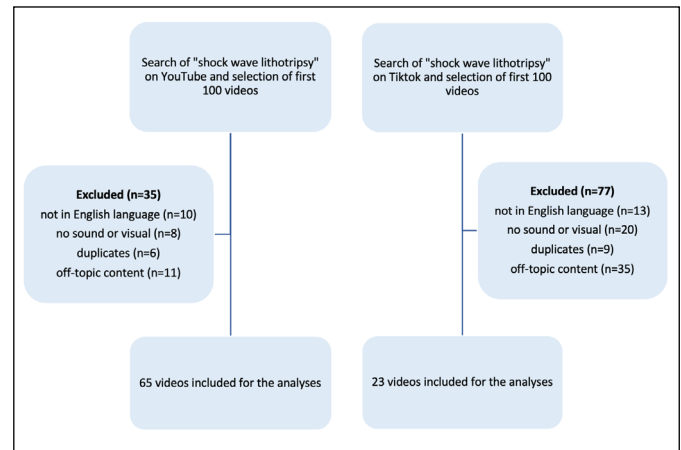 Search of "shock wave lithotripsy"
on YouTube and selection of first
100 videos
Search of "shock wave lithotripsy"
on Tiktok and selection of first 100
videos
Excluded (n=35)
not in English language (n=10)
no sound or visual (n=8)
duplicates (n=6)
off-topic content (n=11)
Excluded (n=77)
not in English language (n=13)
no sound or visual (n=20)
duplicates (n=9)
off-topic content (n=35)
65 videos included for the analyses
23 videos included for the analyses